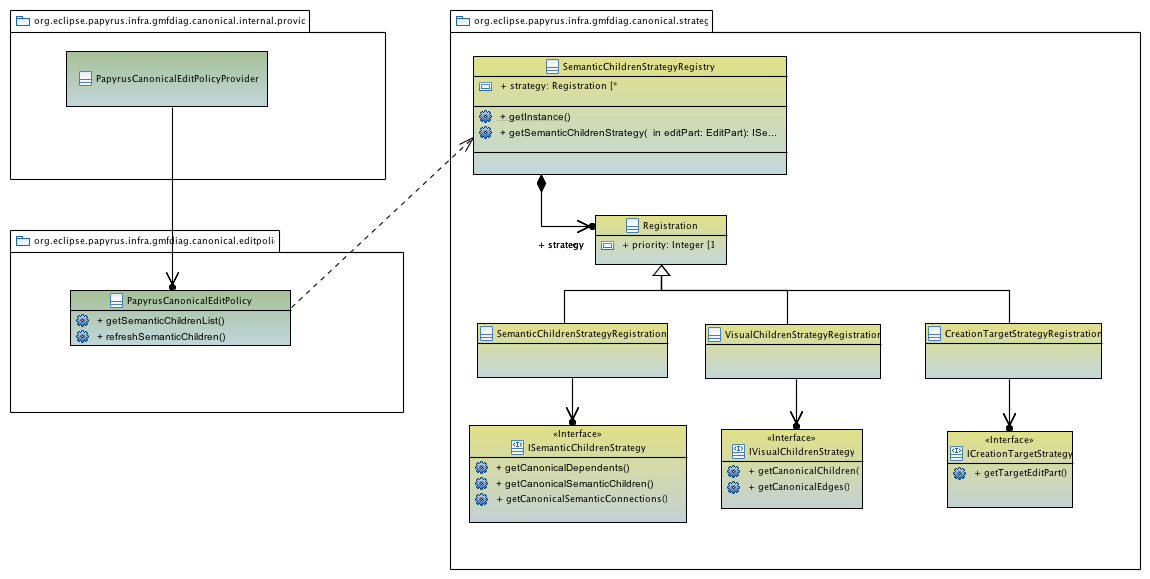 org.eclipse.papyrus.infra.gmfdiag.canonical.internal.provic
PapyrusCanonicalEditPolicyProvider
org.eclipse.papyrus.infra.gmfdiag.canonical.editpoli
PapyrusCanonicalEditPolicy
+ getSemanticChildrenList()
+ refreshSemanticChildren()
org.eclipse.papyrus.infra.gmfdiag.canonical.strateg
SemanticChildrenStrategyRegistry
+ strategy: Registration [*
+ getInstance()
+ getSemanticChildrenStrategy( in editPart: EditPart): ISe...
+ strategy
Registration
+ priority: Integer [1
SemanticChildrenStrategyRegistration
VisualChildrenStrategyRegistration
CreationTargetStrategyRegistration
«Interface»
ISemanticChildrenStrategy
+ getCanonicalDependents()
+ getCanonicalSemanticChildren()
+ getCanonicalSemanticConnections()
«Interface»
IVisualChildrenStrategy
+ getCanonicalChildren(
+ getCanonicalEdges()
«Interface»
ICreationTargetStrategy
+ getTargetEditPart()